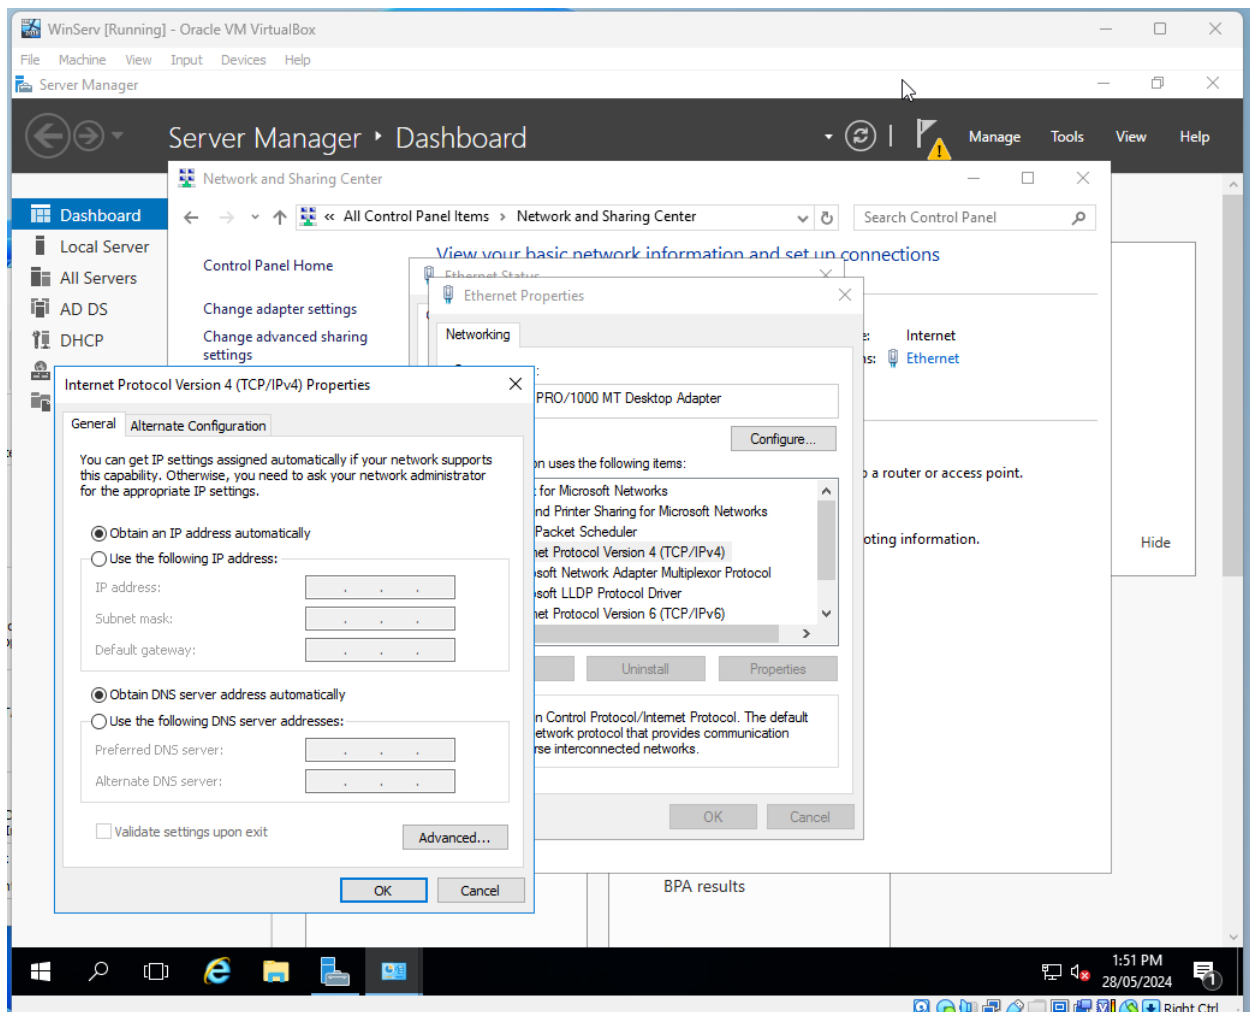 WinServ [Running] - Oracle VM VirtualBox
File Machine View Input Devices Help
Server Manager
Server Manager • Dashboard
Manage Tools View Help
Network and Sharing Center
« All Control Panel Items > Network and Sharing Center
Search Control Panel
Dashboard
Local Server
All Servers
AD DS
DHCP
Control Panel Home
Change adapter settings
Change advanced sharing
settings
View your basic network information and set up connections
Ethernet Status
Internet
Ethernet
a router or access point.
information.
Hide
Ethernet Properties
Networking
PRO/1000 MT Desktop Adapter
Configure...
uses the following items:
for Microsoft Networks
and Printer Sharing for Microsoft Networks
Packet Scheduler
Protocol Version 4 (TCP/IPv4)
Network Adapter Multiplexor Protocol
LLDP Protocol Driver
Protocol Version 6 (TCP/IPv6)
Uninstall
Properties
Control Protocol/Internet Protocol. The default
network protocol that provides communication
interconnected networks.
OK
Cancel
Internet Protocol Version 4 (TCP/IPv4) Properties
General
Alternate Configuration
You can get IP settings assigned automatically if your network supports
this capability. Otherwise, you need to ask your network administrator
for the appropriate IP settings.
Obtain an IP address automatically
Use the following IP address:
IP address:
Subnet mask:
Default gateway:
Obtain DNS server address automatically
Use the following DNS server addresses:
Preferred DNS server:
Alternate DNS server:
Validate settings upon exit
Advanced...
OK
Cancel
BPA results
1:51 PM
28/05/2024
1
Right Ctrl